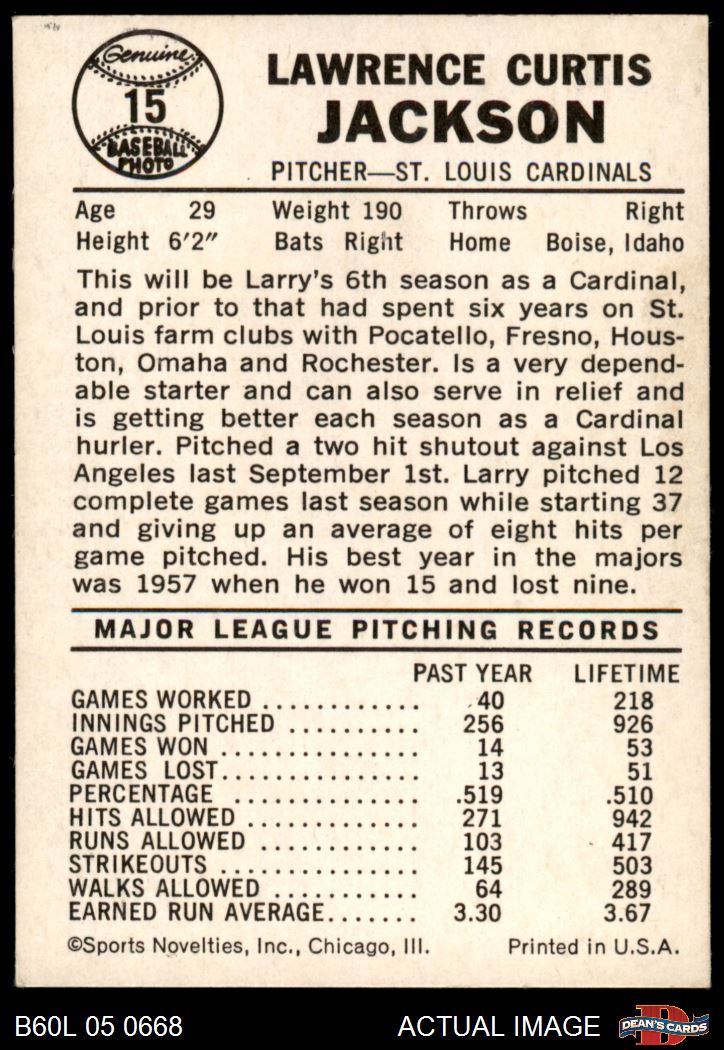 Genuine
15
BASEBALL
PHOTO
LAWRENCE CURTIS
JACKSON
PITCHER—ST. LOUIS CARDINALS
Age 29 Weight 190 Throws Right
Height 6'2" Bats Right Home Boise, Idaho
This will be Larry's 6th season as a Cardinal,
and prior to that had spent six years on St.
Louis farm clubs with Pocatello, Fresno, Hous-
ton, Omaha and Rochester. Is a very depend-
able starter and can also serve in relief and
is getting better each season as a Cardinal
hurler. Pitched a two hit shutout against Los
Angeles last September 1st. Larry pitched 12
complete games last season while starting 37
and giving up an average of eight hits per
game pitched. His best year in the majors
was 1957 when he won 15 and lost nine.
MAJOR LEAGUE PITCHING RECORDS
PAST YEAR LIFETIME
GAMES WORKED ............ 40 218
INNINGS PITCHED .......... 256 926
GAMES WON ............... 14 53
GAMES LOST............... 13 51
PERCENTAGE .............. .519 .510
HITS ALLOWED ............. 271 942
RUNS ALLOWED ............ 103 417
STRIKEOUTS ............... 145 503
WALKS ALLOWED ........... 64 289
EARNED RUN AVERAGE....... 3.30 3.67
©Sports Novelties, Inc., Chicago, Ill. Printed in U.S.A.
B60L 05 0668 ACTUAL IMAGE D DEAN'S CARDS